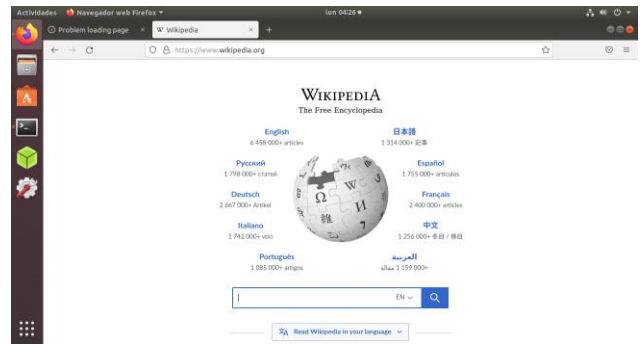 Actividades Navegador web Firefox lun 04:26
Problem loading page W Wikipedia
https://www.wikipedia.org
WIKIPEDIA
The Free Encyclopedia
English 日本語
6 458 000+ articles 1 314 000+ 記事
Русский Español
1 798 000+ статей 1 755 000+ artículos
Deutsch Français
2 667 000+ Artikel 2 400 000+ articles
Italiano 中文
1 742 000+ voci 1 256 000+ 条目 / 條目
Português العربية
1 085 000+ artigos 1 159 000+ مقالة
EN
Read Wikipedia in your language